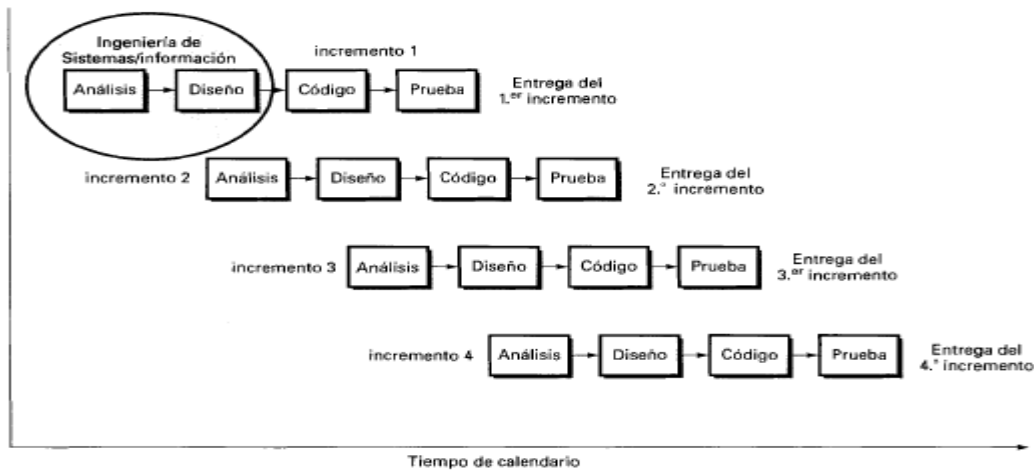 Ingeniería de
Sistemas/información
incremento 1
Análisis
Diseño
Código
Prueba
Entrega del
1.er incremento
incremento 2
Análisis
Diseño
Código
Prueba
Entrega del
2.° incremento
incremento 3
Análisis
Diseño
Código
Prueba
Entrega del
3.er incremento
incremento 4
Análisis
Diseño
Código
Prueba
Entrega del
4.° incremento
Tiempo de calendario